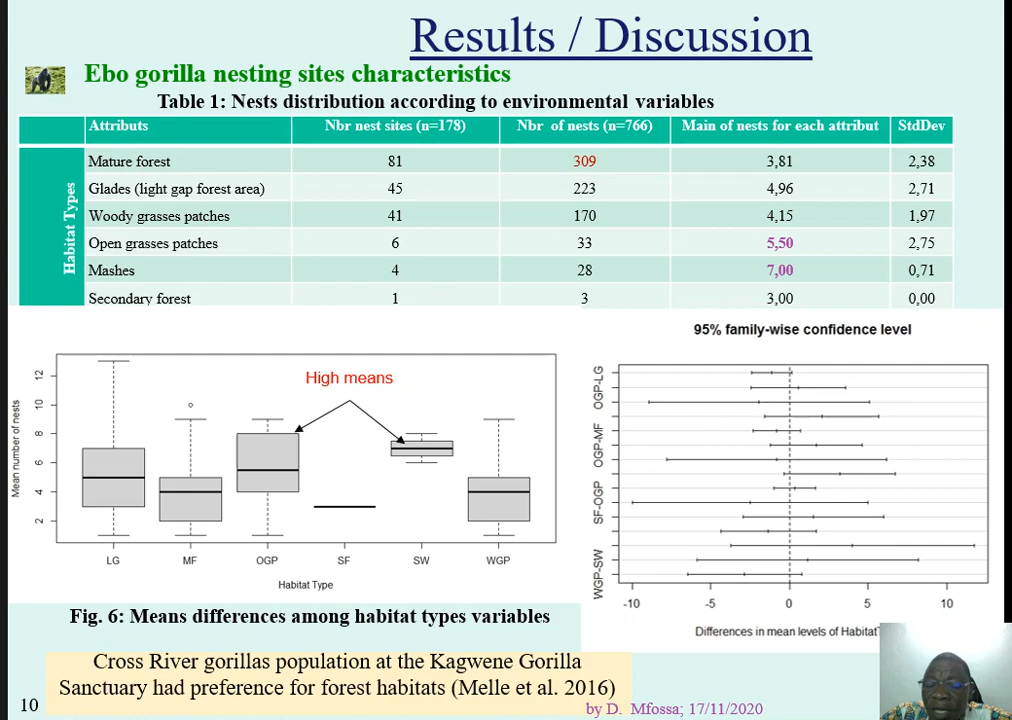 Results / Discussion
Ebo gorilla nesting sites characteristics
Table 1: Nests distribution according to environmental variables
Attributs Nbr nest sites (n=178) Nbr of nests (n=766) Main of nests for each attribut StdDev
Habitat Types
Mature forest 81 309 3,81 2,38
Glades (light gap forest area) 45 223 4,96 2,71
Woody grasses patches 41 170 4,15 1,97
Open grasses patches 6 33 5,50 2,75
Mashes 4 28 7,00 0,71
Secondary forest 1 3 3,00 0,00
High means
Mean number of nests
12
10
8
6
4
2
LG MF OGP SF SW WGP
Habitat Type
Fig. 6: Means differences among habitat types variables
95% family-wise confidence level
OGP-LG
OGP-MF
SF-OGP
WGP-SW
-10 -5 0 5 10
Differences in mean levels of Habitat
Cross River gorillas population at the Kagwene Gorilla
Sanctuary had preference for forest habitats (Melle et al. 2016)
10
by D. Mfossa; 17/11/2020